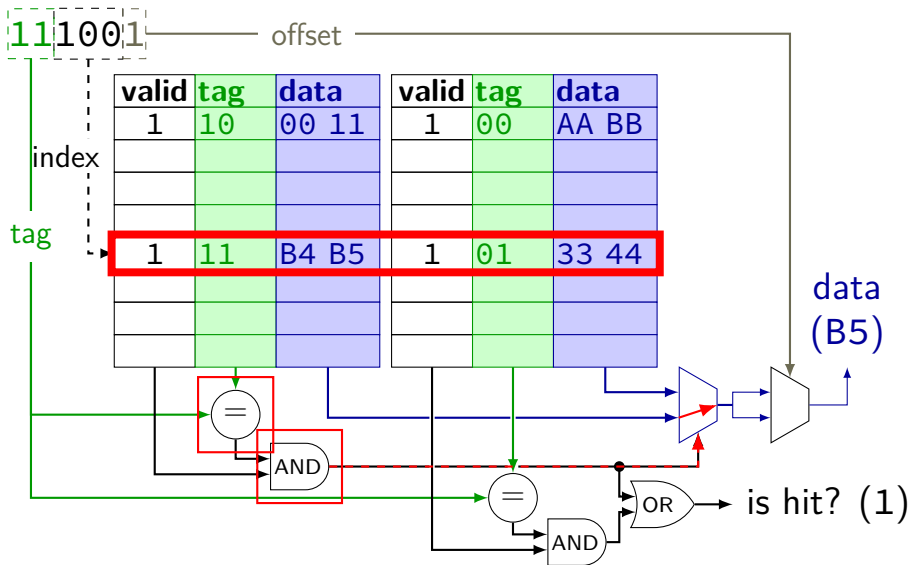 111001
offset
valid tag data valid tag data
1 10 00 11 1 00 AA BB
index
tag
1 11 B4 B5 1 01 33 44
data
(B5)
=
AND
=
OR
is hit? (1)
AND